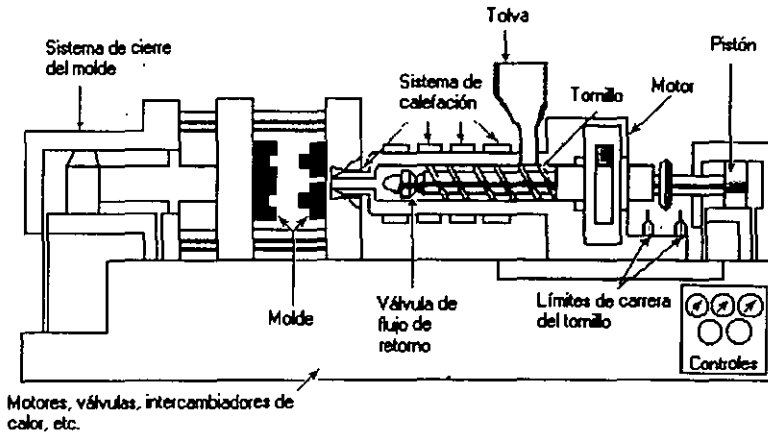 Tolva
Sistema de cierre
del molde
Pistón
Sistema de
calefación
Motor
Tornillo
Molde
Válvula de
flujo de
retorno
Límites de carrera
del tornillo
Controles
Motores, válvulas, intercambiadores de
calor, etc.